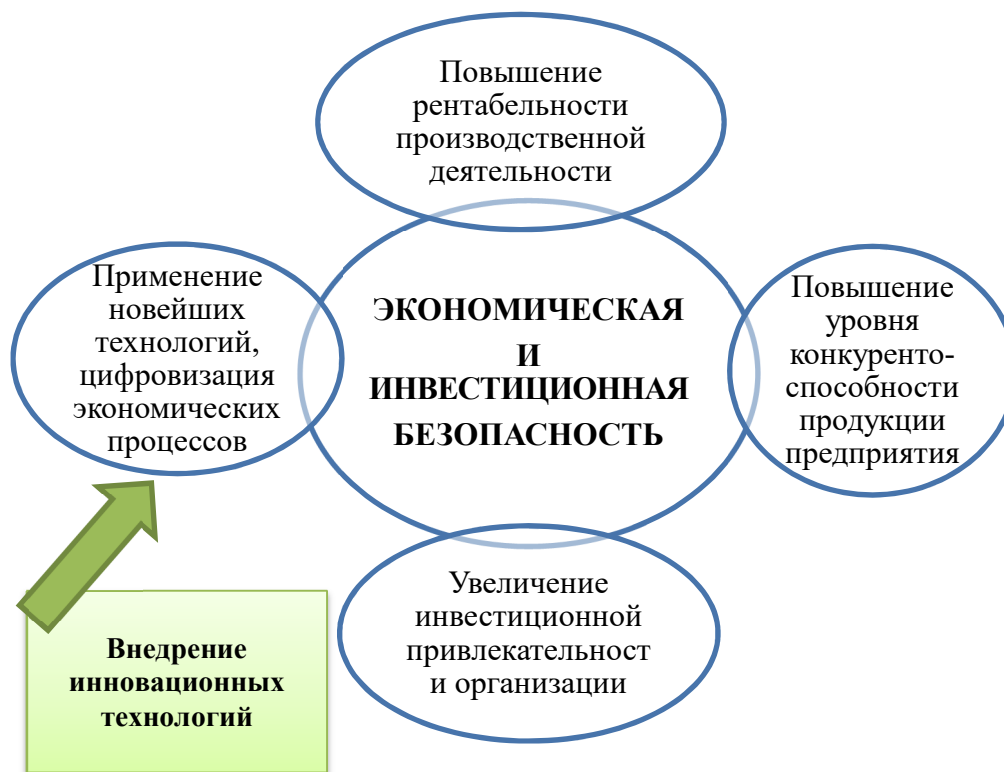 Повышение
рентабельности
производственной
деятельности
Применение
новейших
технологий,
цифровизация
экономических
процессов
ЭКОНОМИЧЕСКАЯ
И
ИНВЕСТИЦИОННАЯ
БЕЗОПАСНОСТЬ
Повышение
уровня
конкуренто-
способности
продукции
предприятия
Увеличение
инвестиционной
привлекательност
и организации
Внедрение
инновационных
технологий